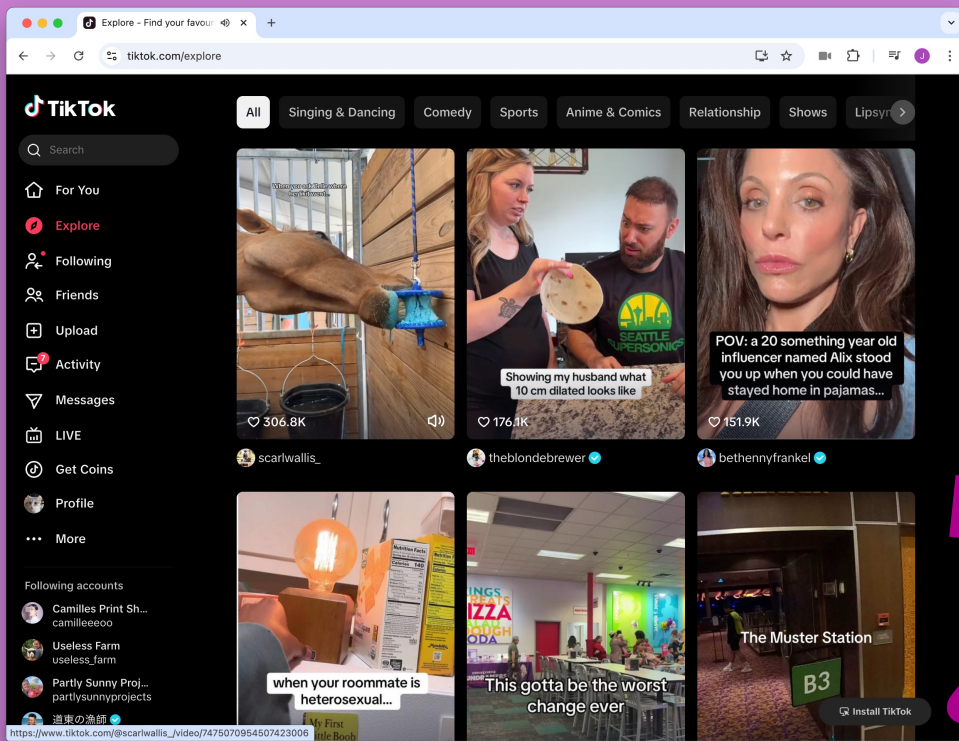 Explore - Find your favour
tiktok.com/explore
J
TikTok
Search
For You
Explore
Following
Friends
Upload
7
Activity
Messages
LIVE
Get Coins
Profile
More
Following accounts
Camilles Print Sh...
camilleeeoo
Useless Farm
useless_farm
Partly Sunny Proj...
partlysunnyprojects
道東の漁師
https://www.tiktok.com/@scarlwallis_/video/7475070954507423006
All
Singing & Dancing
Comedy
Sports
Anime & Comics
Relationship
Shows
Lipsyn
306.8K
scarlwallis_
SEATTLE
SUPERSONICS
Showing my husband what
10 cm dilated looks like
176.1K
theblondebrewer
POV: a 20 something year old
influencer named Alix stood
you up when you could have
stayed home in pajamas...
151.9K
bethennyfrankel
Nutrition Facts
Calories 140
when your roommate is
heterosexual...
My First
This gotta be the worst
change ever
The Muster Station
B3
Install TikTok